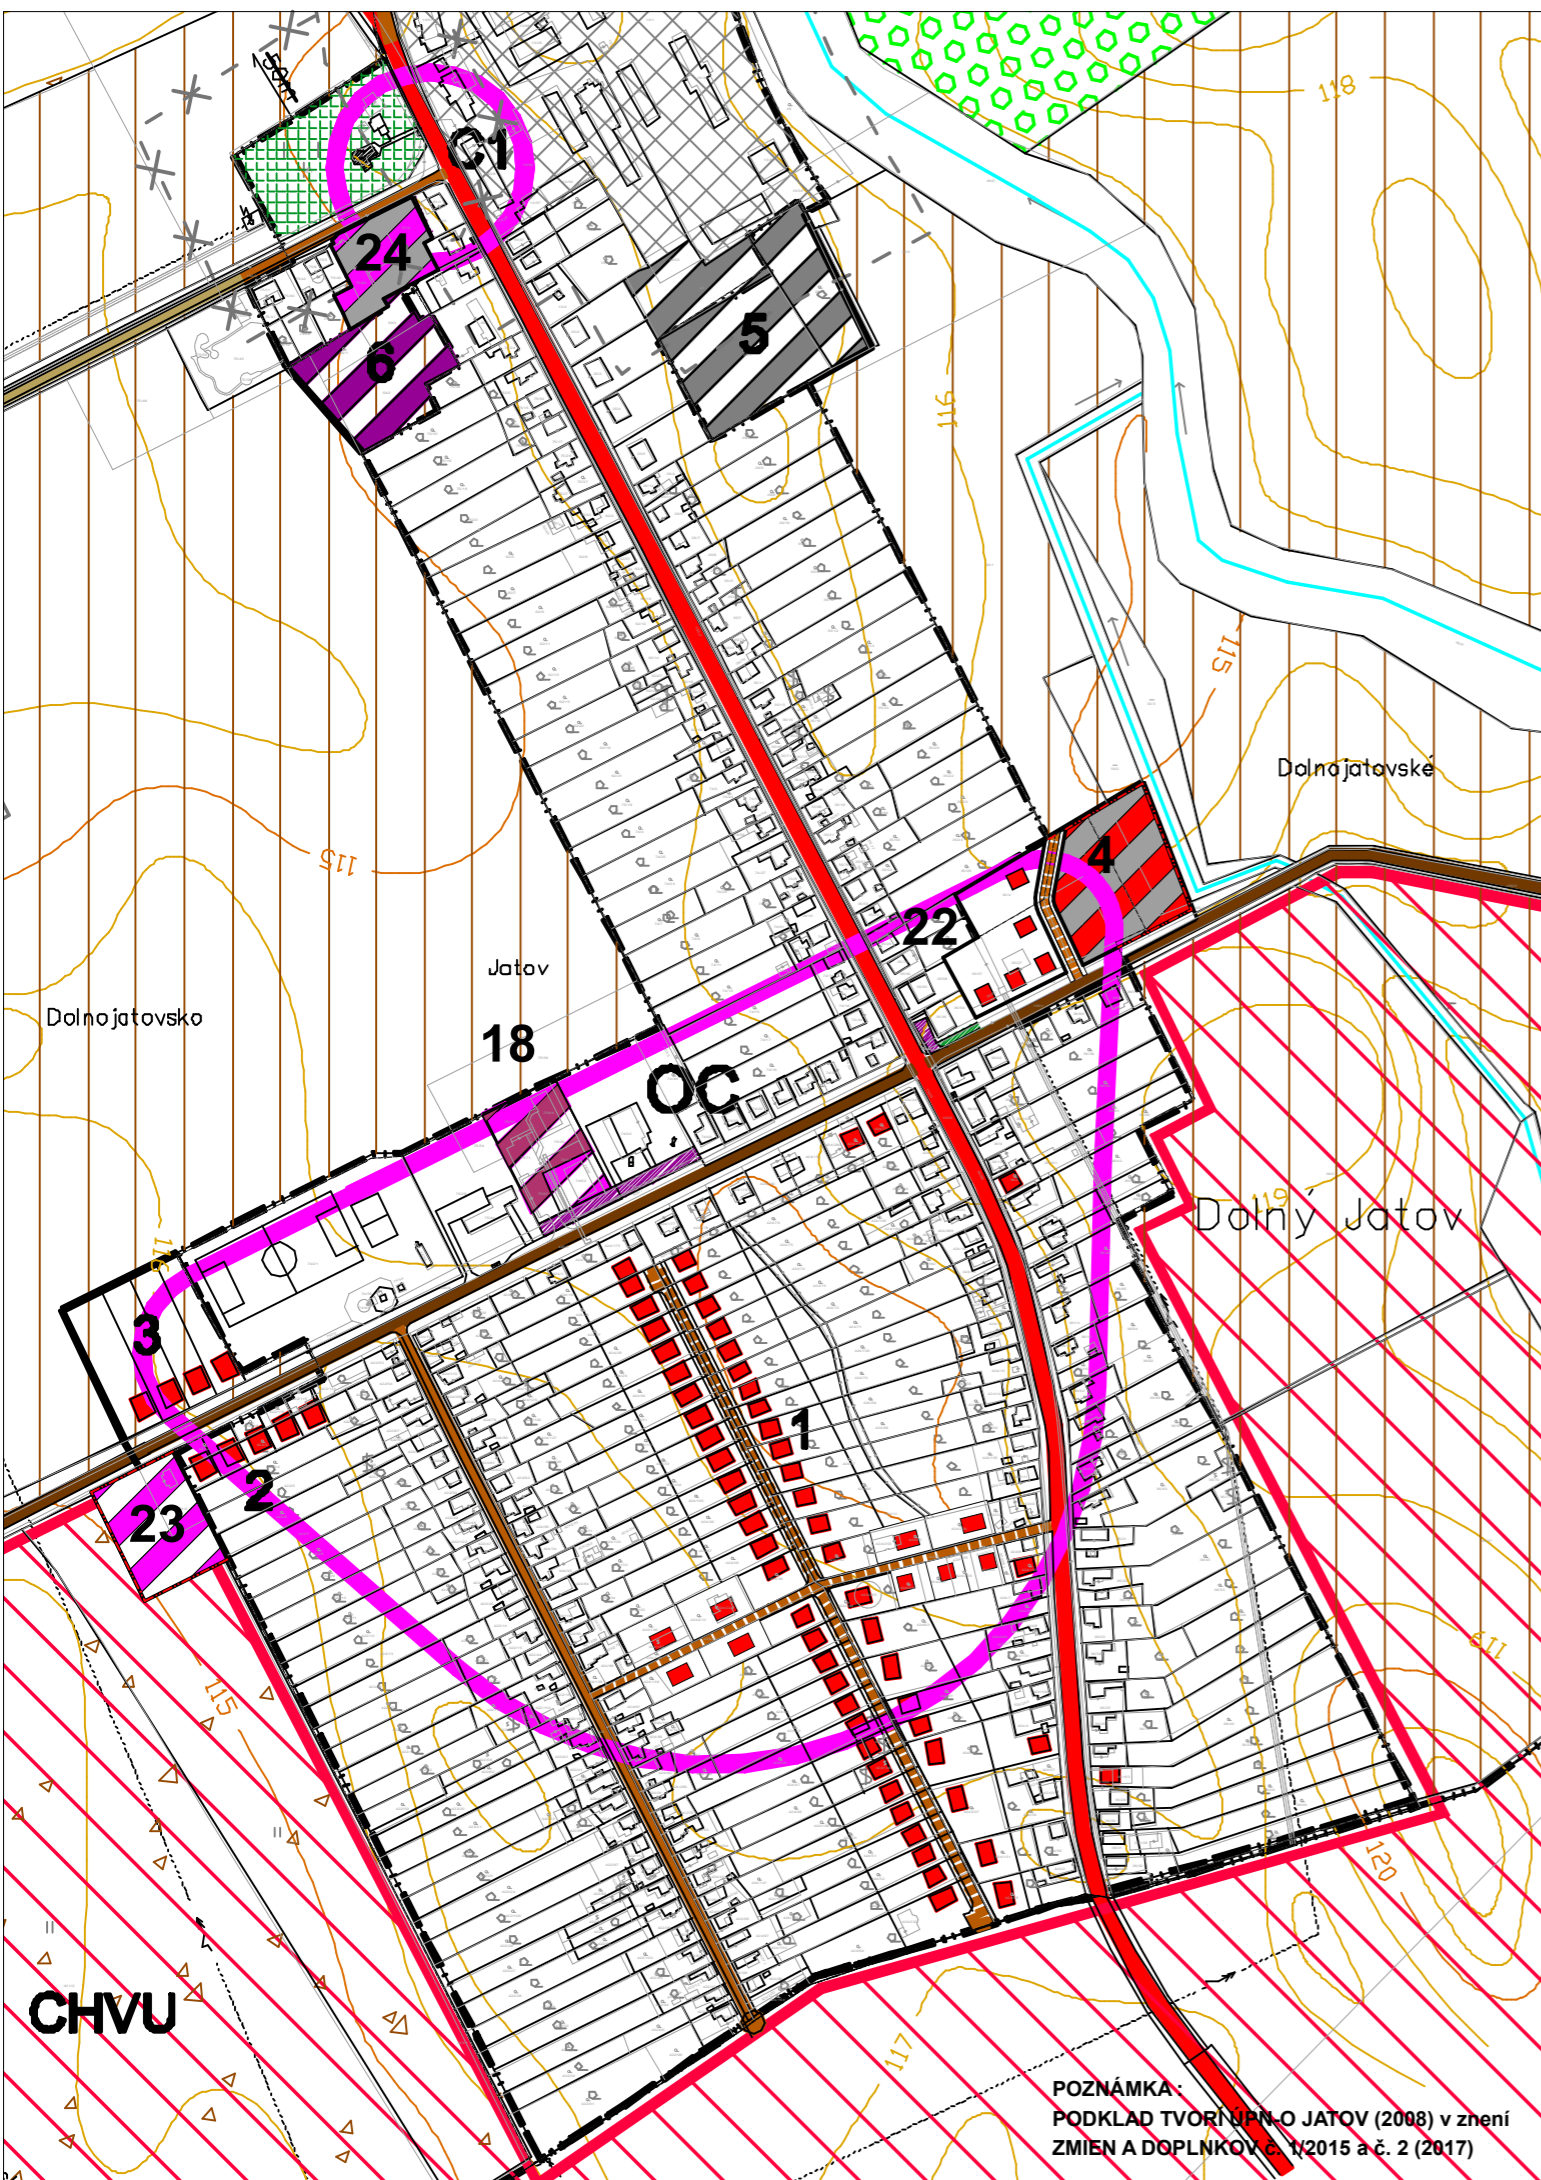 150m
118
C1
24
5
6
116
115
Dolnojatovské
4
115
22
Jatov
Dolnojatovsko
18
OC
119
Dolný Jatov
116
3
1
2
23
119
115
120
CHVU
117
POZNÁMKA :
PODKLAD TVORÍ ÚPN-O JATOV (2008) v znení
ZMIEN A DOPLNKOV č. 1/2015 a č. 2 (2017)